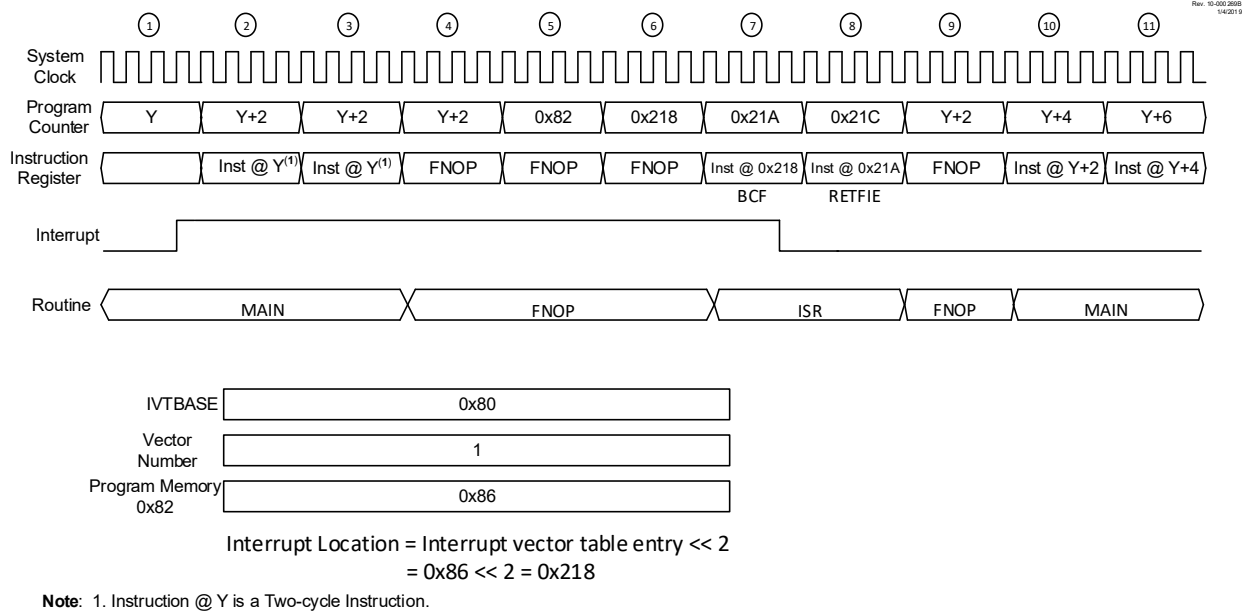 Rev. 10-000 269B
1/4/2019
1 2 3 4 5 6 7 8 9 10 11
System
Clock
Program
Counter
Y Y+2 Y+2 Y+2 0x82 0x218 0x21A 0x21C Y+2 Y+4 Y+6
Instruction
Register
Inst @ Y(1) Inst @ Y(1) FNOP FNOP FNOP Inst @ 0x218 Inst @ 0x21A FNOP Inst @ Y+2 Inst @ Y+4
BCF RETFIE
Interrupt
Routine MAIN FNOP ISR FNOP MAIN
IVTBASE 0x80
Vector
Number
1
Program Memory
0x82
0x86
Interrupt Location = Interrupt vector table entry << 2
= 0x86 << 2 = 0x218
Note: 1. Instruction @ Y is a Two-cycle Instruction.